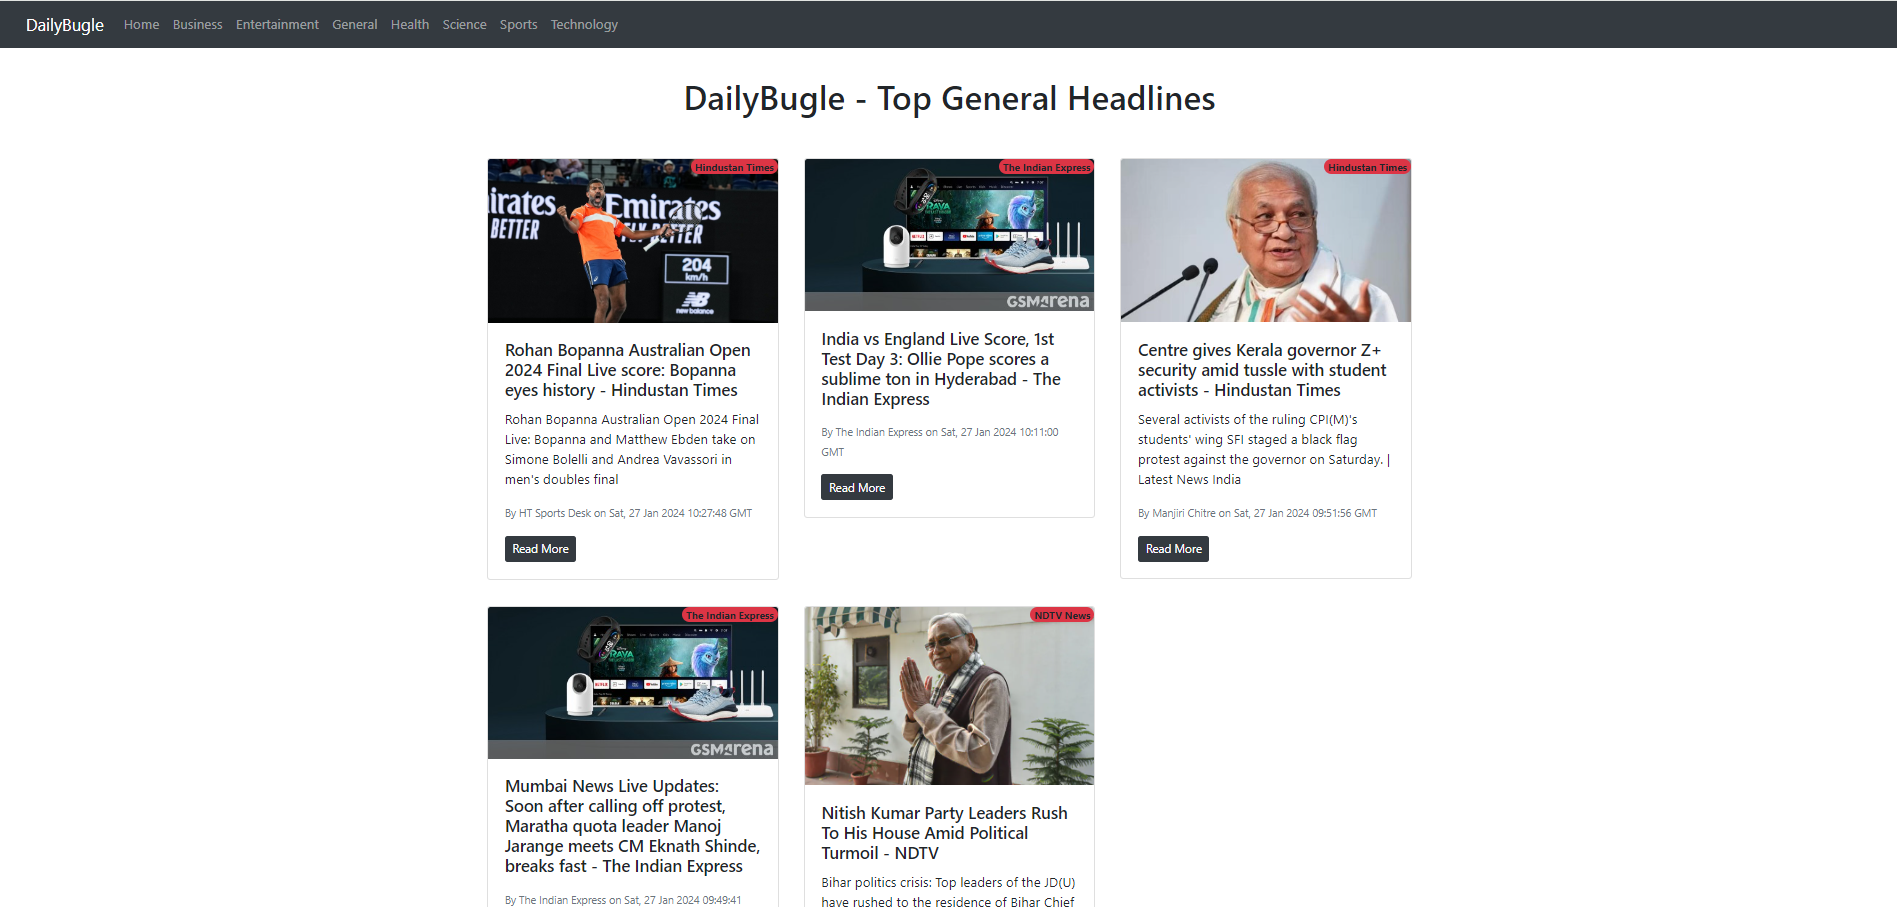 DailyBugle Home Business Entertainment General Health Science Sports Technology
DailyBugle - Top General Headlines
Hindustan Times
Emirates
FLY BETTER
204
km/h
new balance
Rohan Bopanna Australian Open
2024 Final Live score: Bopanna
eyes history - Hindustan Times
Rohan Bopanna Australian Open 2024 Final
Live: Bopanna and Matthew Ebden take on
Simone Bolelli and Andrea Vavassori in
men's doubles final
By HT Sports Desk on Sat, 27 Jan 2024 10:27:48 GMT
Read More
The Indian Express
GSMArena
India vs England Live Score, 1st
Test Day 3: Ollie Pope scores a
sublime ton in Hyderabad - The
Indian Express
By The Indian Express on Sat, 27 Jan 2024 10:11:00
GMT
Read More
Hindustan Times
Centre gives Kerala governor Z+
security amid tussle with student
activists - Hindustan Times
Several activists of the ruling CPI(M)'s
students' wing SFI staged a black flag
protest against the governor on Saturday. |
Latest News India
By Manjiri Chitre on Sat, 27 Jan 2024 09:51:56 GMT
Read More
The Indian Express
GSMArena
Mumbai News Live Updates:
Soon after calling off protest,
Maratha quota leader Manoj
Jarange meets CM Eknath Shinde,
breaks fast - The Indian Express
By The Indian Express on Sat, 27 Jan 2024 09:49:41
NDTV News
Nitish Kumar Party Leaders Rush
To His House Amid Political
Turmoil - NDTV
Bihar politics crisis: Top leaders of the JD(U)
have rushed to the residence of Bihar Chief